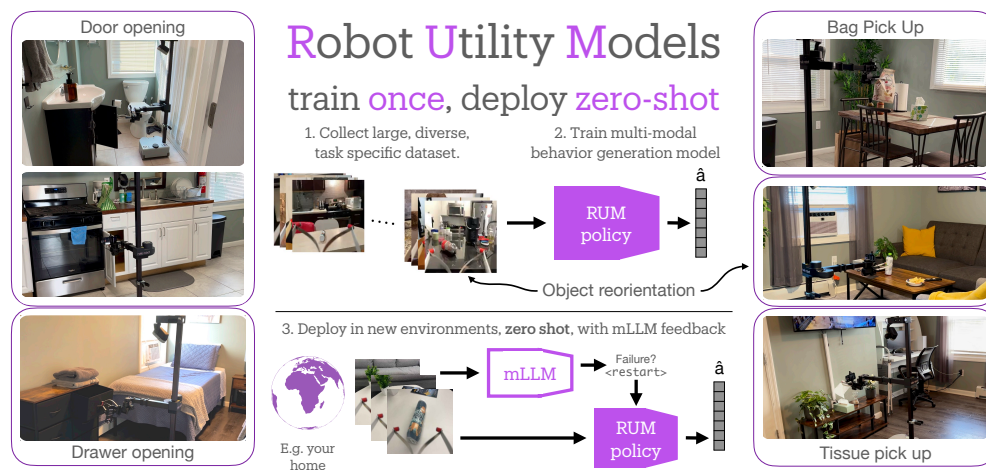 Door opening
Robot Utility Models
train once, deploy zero-shot
1. Collect large, diverse,
task specific dataset.
2. Train multi-modal
behavior generation model
RUM
policy
â
Object reorientation
3. Deploy in new environments, zero shot, with mLLM feedback
mLLM
Failure?
<restart>
â
RUM
policy
E.g. your
home
Drawer opening
Bag Pick Up
Tissue pick up